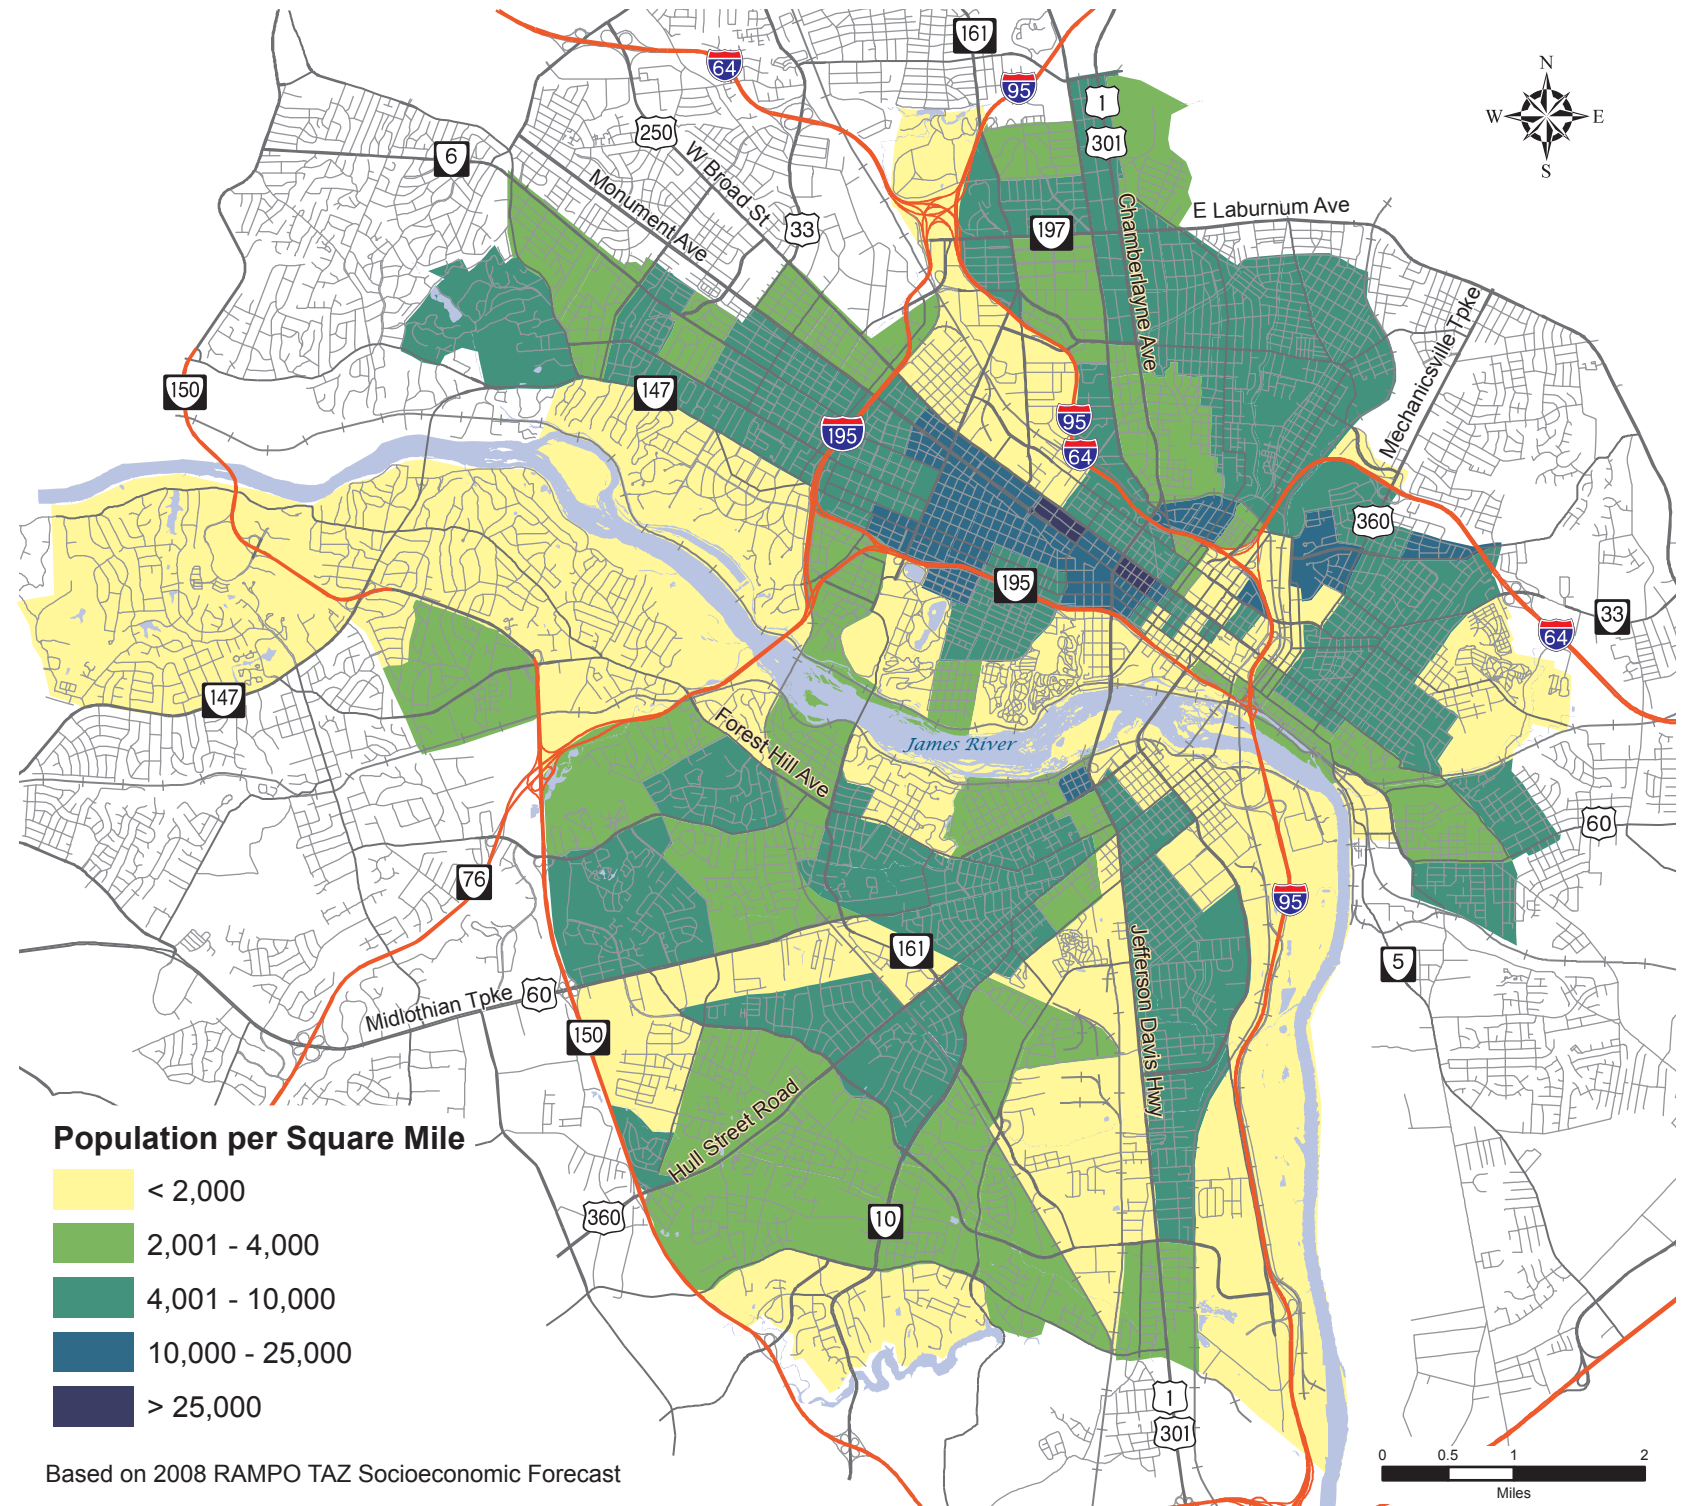 161
64
95
N
W E
S
1
250
301
6
W Broad St
Monument Ave
E Laburnum Ave
33
197
Chamberlayne Ave
Mechanicsville Tpke
150
147
195
95
64
360
195
33
64
147
Forest Hill Ave
James River
60
76
95
161
5
Jefferson Davis Hwy
Midlothian Tpke
60
150
Hull Street Road
Population per Square Mile
< 2,000
360
10
2,001 - 4,000
4,001 - 10,000
10,000 - 25,000
> 25,000
1
301
Based on 2008 RAMPO TAZ Socioeconomic Forecast
0 0.5 1 2
Miles